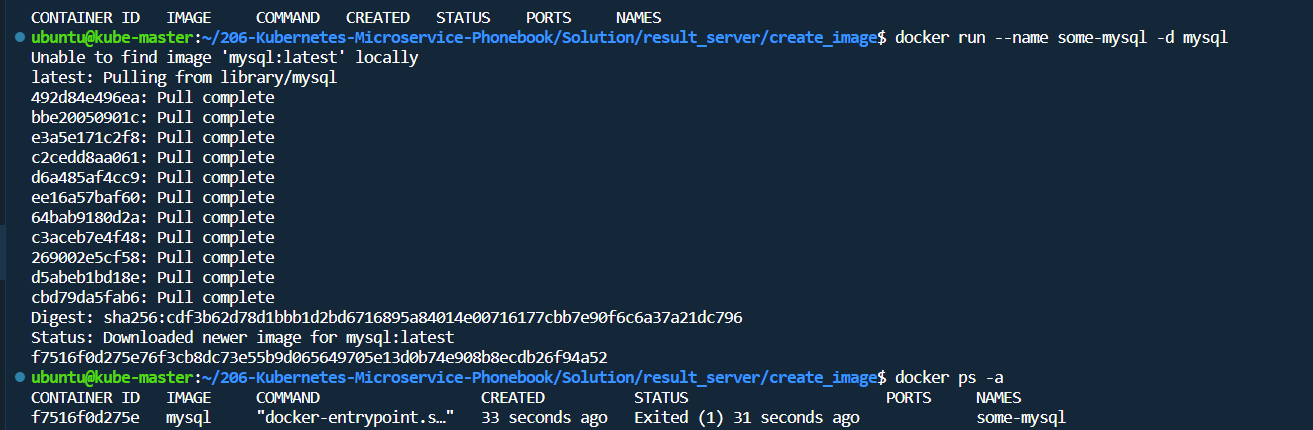 CONTAINER ID   IMAGE     COMMAND   CREATED   STATUS    PORTS     NAMES
ubuntu@kube-master:~/206-Kubernetes-Microservice-Phonebook/Solution/result_server/create_image$ docker run --name some-mysql -d mysql
Unable to find image 'mysql:latest' locally
latest: Pulling from library/mysql
492d84e496ea: Pull complete
bbe20050901c: Pull complete
e3a5e171c2f8: Pull complete
c2cedd8aa061: Pull complete
d6a485af4cc9: Pull complete
ee16a57baf60: Pull complete
64bab9180d2a: Pull complete
c3aceb7e4f48: Pull complete
269002e5cf58: Pull complete
d5abeb1bd18e: Pull complete
cbd79da5fab6: Pull complete
Digest: sha256:cdf3b62d78d1bbb1d2bd6716895a84014e00716177cbb7e90f6c6a37a21dc796
Status: Downloaded newer image for mysql:latest
f7516f0d275e76f3cb8dc73e55b9d065649705e13d0b74e908b8ecdb26f94a52
ubuntu@kube-master:~/206-Kubernetes-Microservice-Phonebook/Solution/result_server/create_image$ docker ps -a
CONTAINER ID   IMAGE     COMMAND                  CREATED          STATUS                      PORTS     NAMES
f7516f0d275e   mysql     "docker-entrypoint.s…"   33 seconds ago   Exited (1) 31 seconds ago             some-mysql